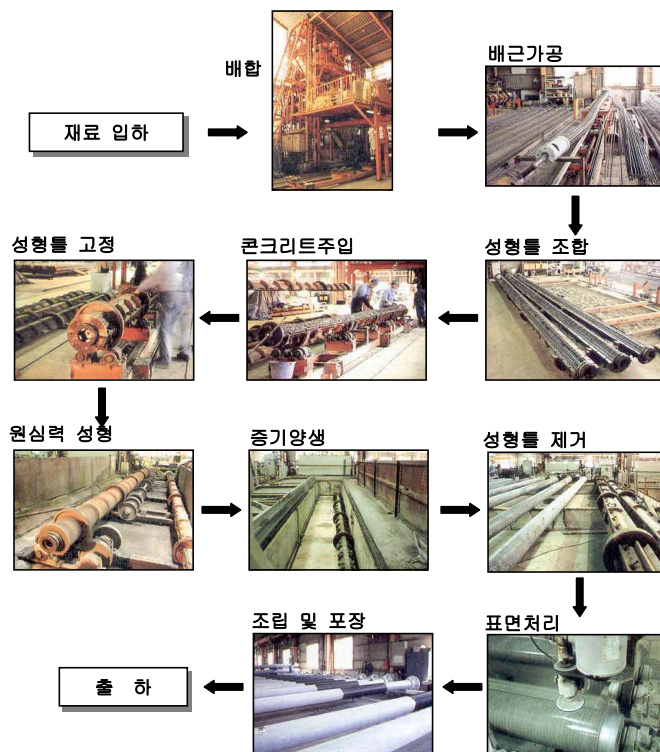 재료 입하
배합
배근가공
성형틀 조합
콘크리트주입
성형틀 고정
원심력 성형
증기양생
성형틀 제거
표면처리
조립 및 포장
출 하